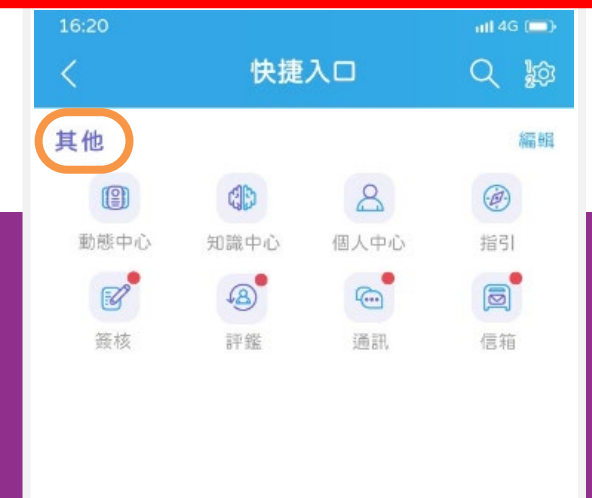 16:20 4G
快捷入口
其他 編輯
動態中心 知識中心 個人中心 指引
簽核 評鑑 通訊 信箱